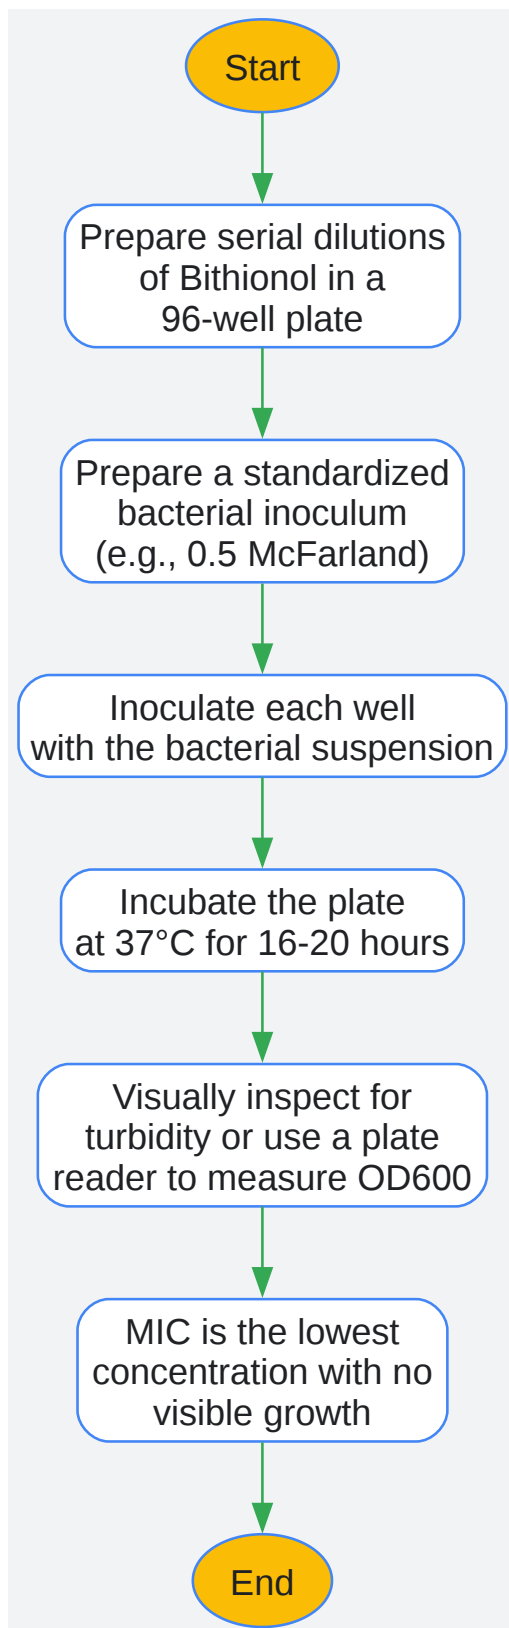 Start
Prepare serial dilutions
of Bithionol in a
96-well plate
Prepare a standardized
bacterial inoculum
(e.g., 0.5 McFarland)
Inoculate each well
with the bacterial suspension
Incubate the plate
at 37°C for 16-20 hours
Visually inspect for
turbidity or use a plate
reader to measure OD600
MIC is the lowest
concentration with no
visible growth
End